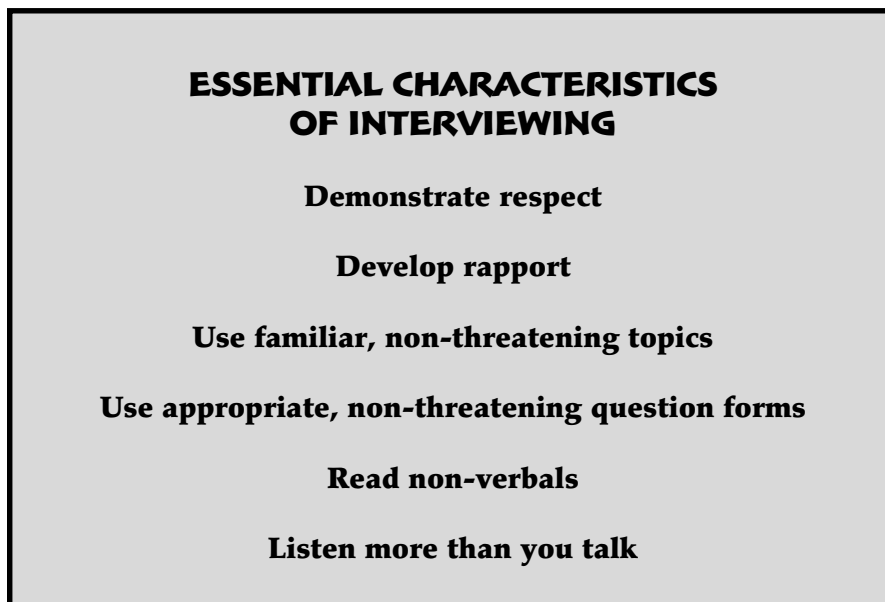 ESSENTIAL CHARACTERISTICS
OF INTERVIEWING
Demonstrate respect
Develop rapport
Use familiar, non-threatening topics
Use appropriate, non-threatening question forms
Read non-verbals
Listen more than you talk